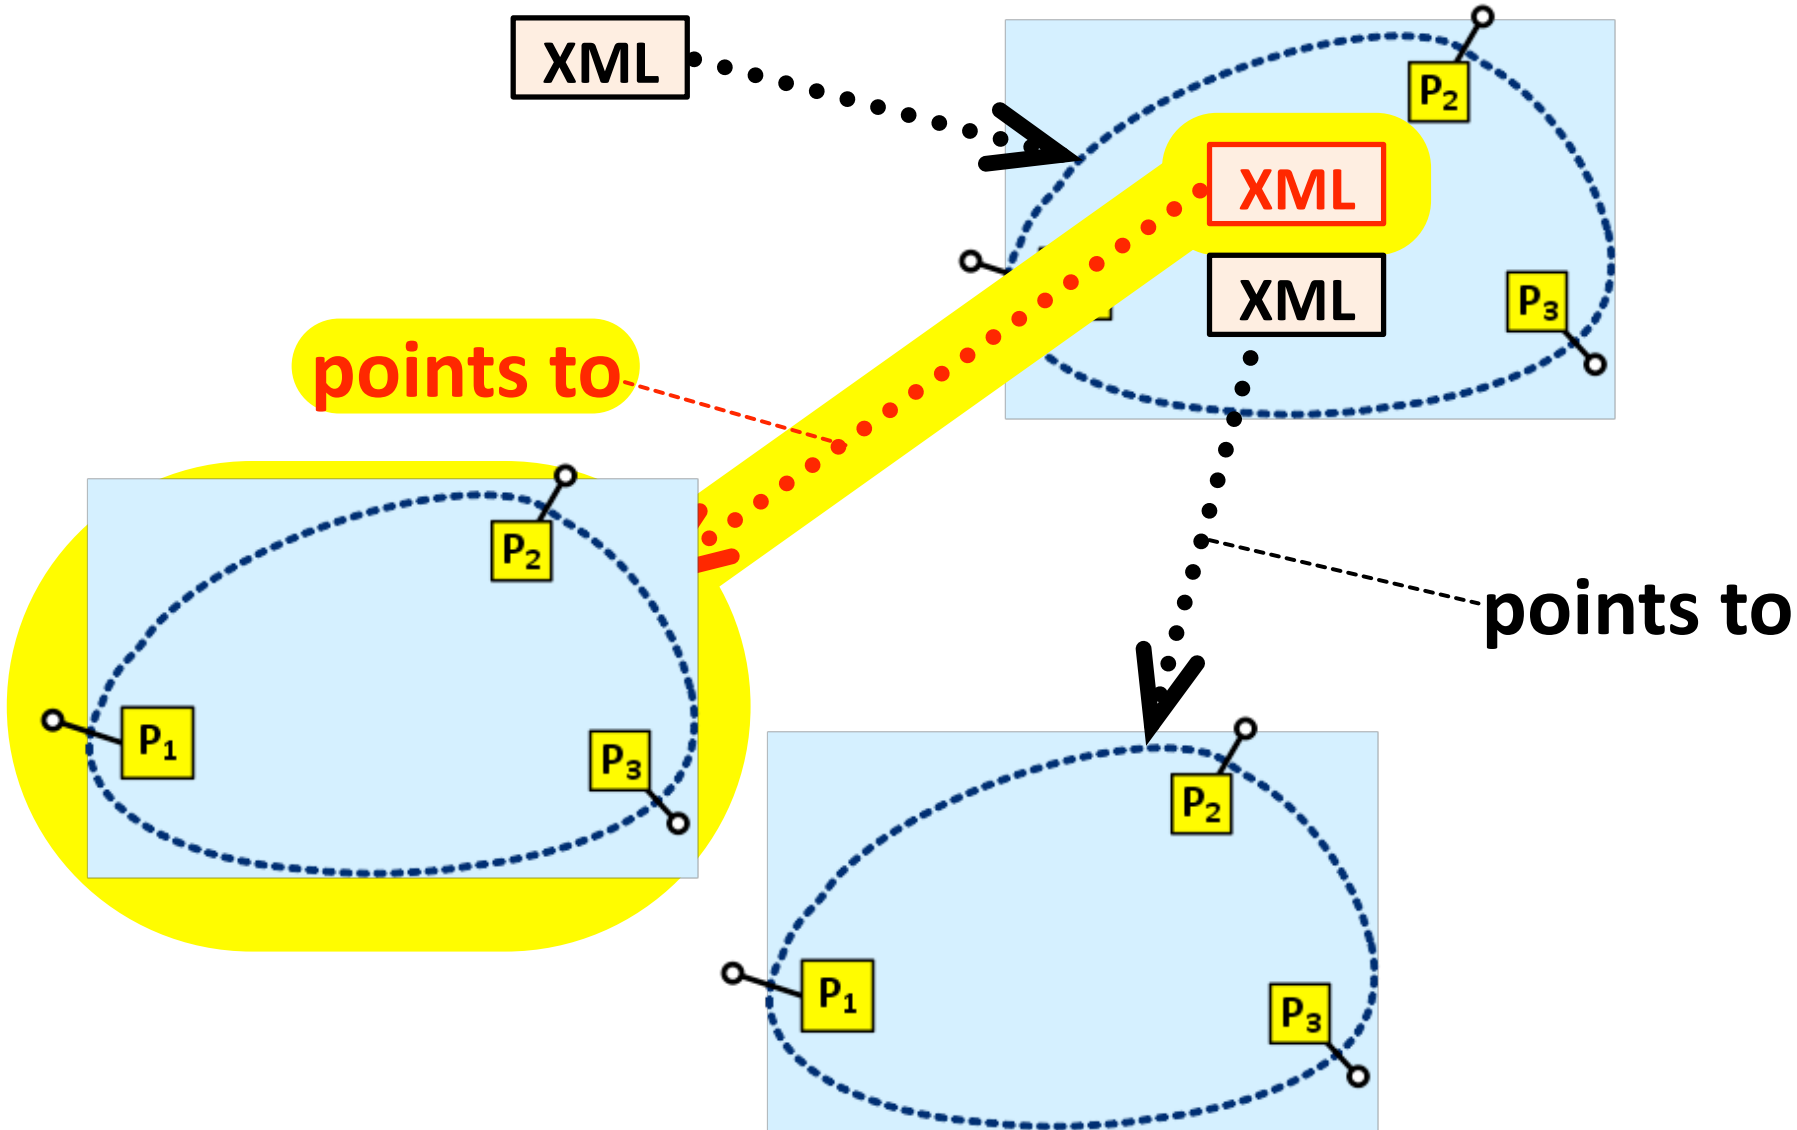 XML
P₂
XML
XML
P₃
points to
P₂
P₁
P₃
points to
P₂
P₁
P₃